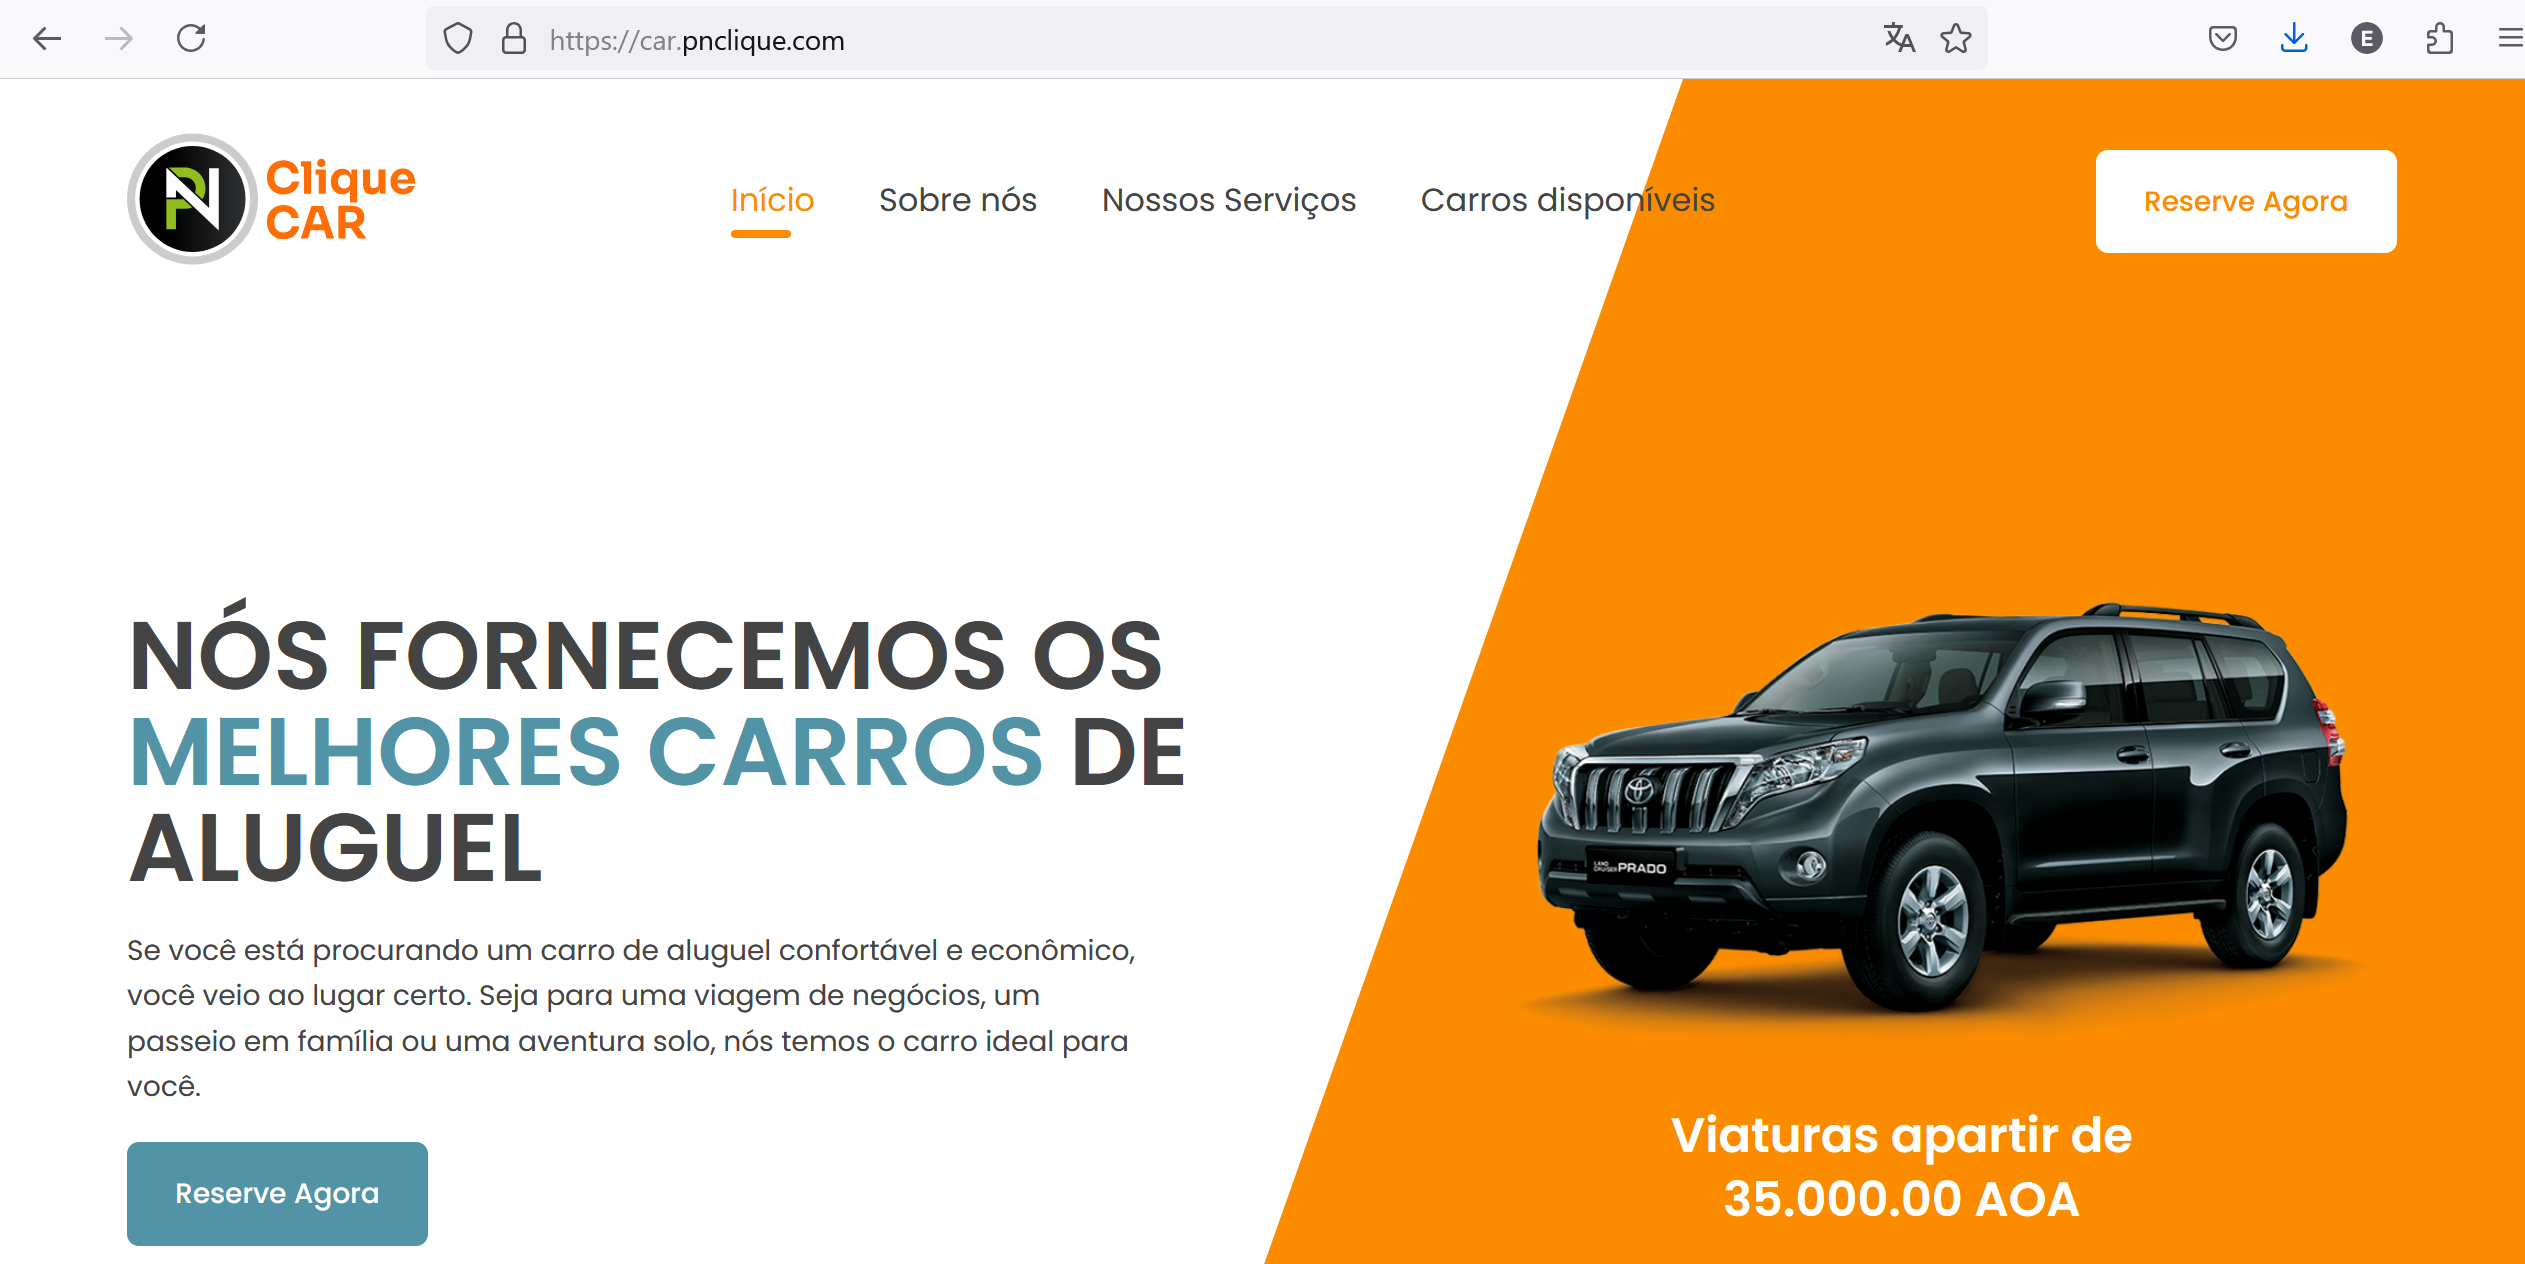 https://car.pnclique.com
E
PN
Clique
CAR
Início
Sobre nós
Nossos Serviços
Carros disponíveis
Reserve Agora
NÓS FORNECEMOS OS
MELHORES CARROS DE
ALUGUEL
Se você está procurando um carro de aluguel confortável e econômico,
você veio ao lugar certo. Seja para uma viagem de negócios, um
passeio em família ou uma aventura solo, nós temos o carro ideal para
você.
Reserve Agora
LAND
CRUISER PRADO
Viaturas apartir de
35.000.00 AOA